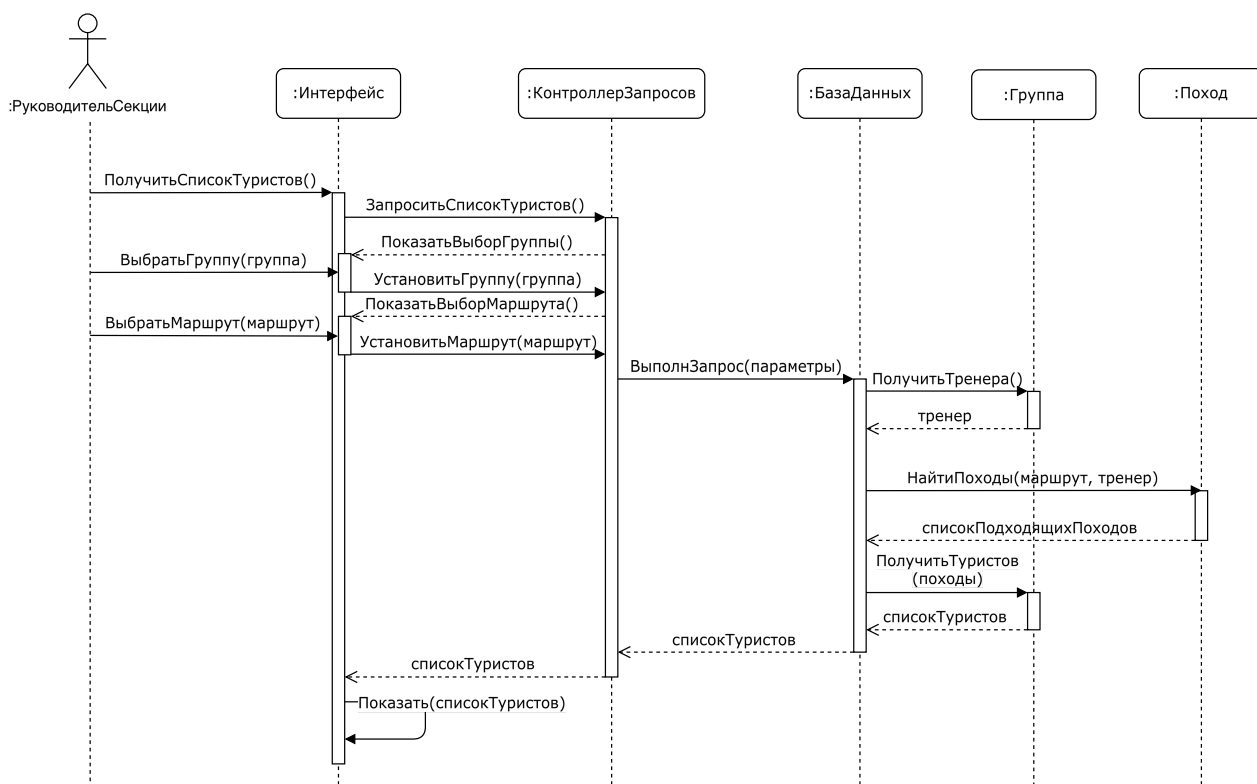 :РуководительСекции
:Интерфейс
:КонтроллерЗапросов
:БазаДанных
:Группа
:Поход
ПолучитьСписокТуристов()
ЗапроситьСписокТуристов()
ПоказатьВыборГруппы()
ВыбратьГруппу(группа)
УстановитьГруппу(группа)
ПоказатьВыборМаршрута()
ВыбратьМаршрут(маршрут)
УстановитьМаршрут(маршрут)
ВыполнЗапрос(параметры)
ПолучитьТренера()
тренер
НайтиПоходы(маршрут, тренер)
списокПодходящихПоходов
ПолучитьТуристов
(походы)
списокТуристов
списокТуристов
списокТуристов
Показать(списокТуристов)